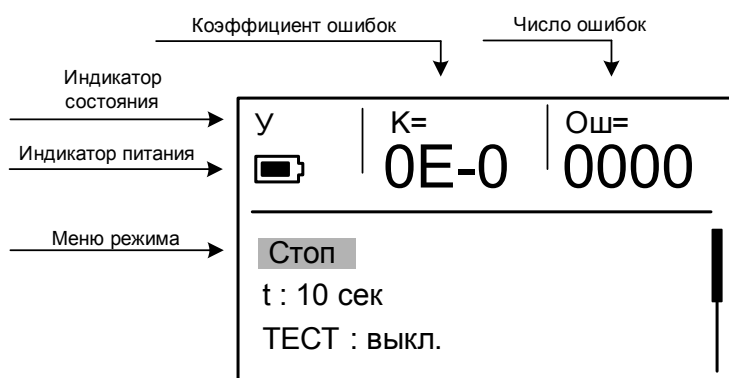 Коэффициент ошибок
Число ошибок
Индикатор
состояния
Индикатор питания
Меню режима
У
K=
0E-0
Ош=
0000
Стоп
t : 10 сек
ТЕСТ : выкл.